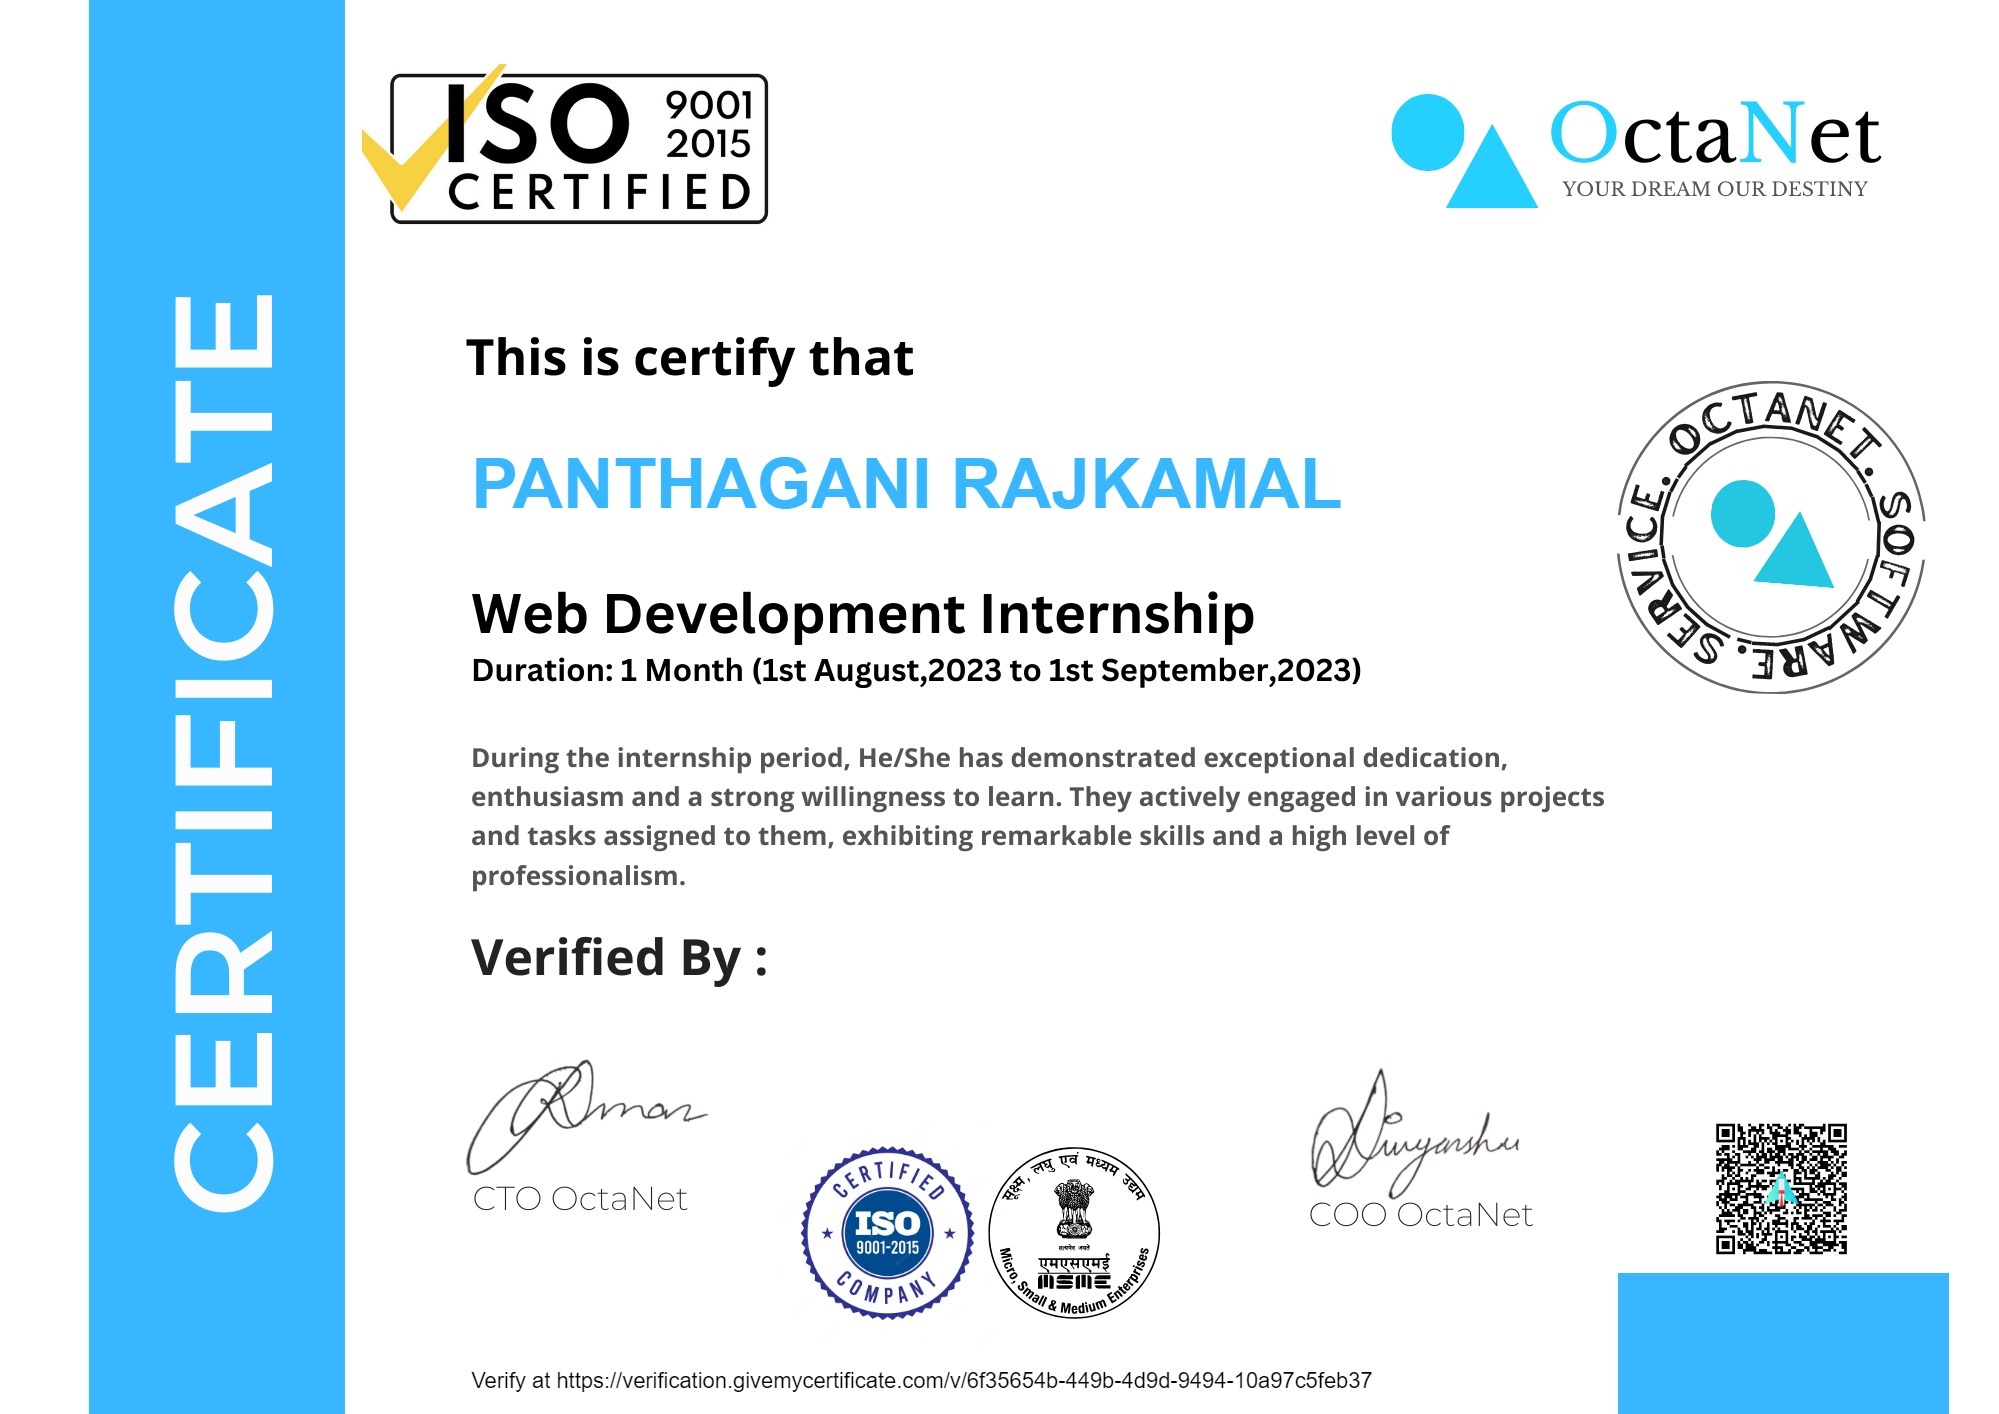 CERTIFICATE
ISO 9001
2015
CERTIFIED
OctaNet
YOUR DREAM OUR DESTINY
This is certify that
PANTHAGANI RAJKAMAL
OCTANET. SOFTWARE. SERVICE.
Web Development Internship
Duration: 1 Month (1st August,2023 to 1st September,2023)
During the internship period, He/She has demonstrated exceptional dedication,
enthusiasm and a strong willingness to learn. They actively engaged in various projects
and tasks assigned to them, exhibiting remarkable skills and a high level of
professionalism.
Verified By :
Aman
CTO OctaNet
Divyanshu
COO OctaNet
CERTIFIED
ISO
9001-2015
COMPANY
सूक्ष्म, लघु एवं मध्यम उद्यम
सत्यमेव जयते
एमएसएमई
MSME
Micro, Small & Medium Enterprises
Verify at https://verification.givemycertificate.com/v/6f35654b-449b-4d9d-9494-10a97c5feb37